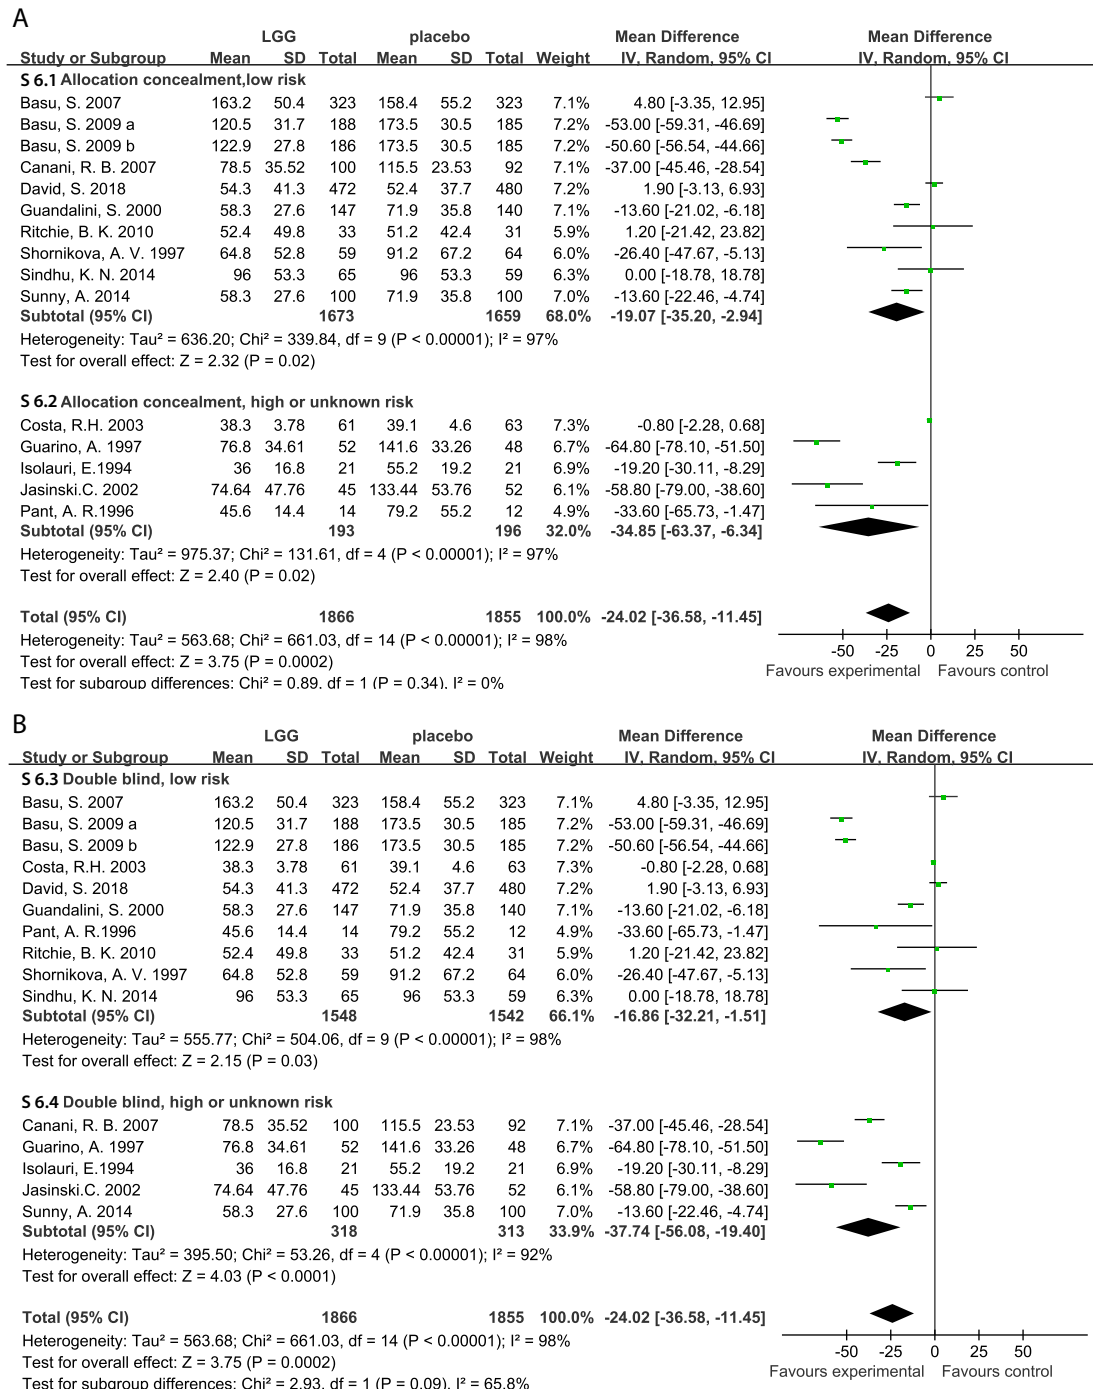 A
LGG placebo Mean Difference Mean Difference
Study or Subgroup Mean SD Total Mean SD Total Weight IV, Random, 95% CI IV, Random, 95% CI
S 6.1 Allocation concealment,low risk
Basu, S. 2007 163.2 50.4 323 158.4 55.2 323 7.1% 4.80 [-3.35, 12.95]
Basu, S. 2009 a 120.5 31.7 188 173.5 30.5 185 7.2% -53.00 [-59.31, -46.69]
Basu, S. 2009 b 122.9 27.8 186 173.5 30.5 185 7.2% -50.60 [-56.54, -44.66]
Canani, R. B. 2007 78.5 35.52 100 115.5 23.53 92 7.1% -37.00 [-45.46, -28.54]
David, S. 2018 54.3 41.3 472 52.4 37.7 480 7.2% 1.90 [-3.13, 6.93]
Guandalini, S. 2000 58.3 27.6 147 71.9 35.8 140 7.1% -13.60 [-21.02, -6.18]
Ritchie, B. K. 2010 52.4 49.8 33 51.2 42.4 31 5.9% 1.20 [-21.42, 23.82]
Shornikova, A. V. 1997 64.8 52.8 59 91.2 67.2 64 6.0% -26.40 [-47.67, -5.13]
Sindhu, K. N. 2014 96 53.3 65 96 53.3 59 6.3% 0.00 [-18.78, 18.78]
Sunny, A. 2014 58.3 27.6 100 71.9 35.8 100 7.0% -13.60 [-22.46, -4.74]
Subtotal (95% CI) 1673 1659 68.0% -19.07 [-35.20, -2.94]
Heterogeneity: Tau² = 636.20; Chi² = 339.84, df = 9 (P < 0.00001); I² = 97%
Test for overall effect: Z = 2.32 (P = 0.02)
S 6.2 Allocation concealment, high or unknown risk
Costa, R.H. 2003 38.3 3.78 61 39.1 4.6 63 7.3% -0.80 [-2.28, 0.68]
Guarino, A. 1997 76.8 34.61 52 141.6 33.26 48 6.7% -64.80 [-78.10, -51.50]
Isolauri, E.1994 36 16.8 21 55.2 19.2 21 6.9% -19.20 [-30.11, -8.29]
Jasinski.C. 2002 74.64 47.76 45 133.44 53.76 52 6.1% -58.80 [-79.00, -38.60]
Pant, A. R.1996 45.6 14.4 14 79.2 55.2 12 4.9% -33.60 [-65.73, -1.47]
Subtotal (95% CI) 193 196 32.0% -34.85 [-63.37, -6.34]
Heterogeneity: Tau² = 975.37; Chi² = 131.61, df = 4 (P < 0.00001); I² = 97%
Test for overall effect: Z = 2.40 (P = 0.02)
Total (95% CI) 1866 1855 100.0% -24.02 [-36.58, -11.45]
Heterogeneity: Tau² = 563.68; Chi² = 661.03, df = 14 (P < 0.00001); I² = 98%
-50 -25 0 25 50
Test for overall effect: Z = 3.75 (P = 0.0002)
Favours experimental Favours control
Test for subgroup differences: Chi² = 0.89, df = 1 (P = 0.34), I² = 0%
B
LGG placebo Mean Difference Mean Difference
Study or Subgroup Mean SD Total Mean SD Total Weight IV, Random, 95% CI IV, Random, 95% CI
S 6.3 Double blind, low risk
Basu, S. 2007 163.2 50.4 323 158.4 55.2 323 7.1% 4.80 [-3.35, 12.95]
Basu, S. 2009 a 120.5 31.7 188 173.5 30.5 185 7.2% -53.00 [-59.31, -46.69]
Basu, S. 2009 b 122.9 27.8 186 173.5 30.5 185 7.2% -50.60 [-56.54, -44.66]
Costa, R.H. 2003 38.3 3.78 61 39.1 4.6 63 7.3% -0.80 [-2.28, 0.68]
David, S. 2018 54.3 41.3 472 52.4 37.7 480 7.2% 1.90 [-3.13, 6.93]
Guandalini, S. 2000 58.3 27.6 147 71.9 35.8 140 7.1% -13.60 [-21.02, -6.18]
Pant, A. R.1996 45.6 14.4 14 79.2 55.2 12 4.9% -33.60 [-65.73, -1.47]
Ritchie, B. K. 2010 52.4 49.8 33 51.2 42.4 31 5.9% 1.20 [-21.42, 23.82]
Shornikova, A. V. 1997 64.8 52.8 59 91.2 67.2 64 6.0% -26.40 [-47.67, -5.13]
Sindhu, K. N. 2014 96 53.3 65 96 53.3 59 6.3% 0.00 [-18.78, 18.78]
Subtotal (95% CI) 1548 1542 66.1% -16.86 [-32.21, -1.51]
Heterogeneity: Tau² = 555.77; Chi² = 504.06, df = 9 (P < 0.00001); I² = 98%
Test for overall effect: Z = 2.15 (P = 0.03)
S 6.4 Double blind, high or unknown risk
Canani, R. B. 2007 78.5 35.52 100 115.5 23.53 92 7.1% -37.00 [-45.46, -28.54]
Guarino, A. 1997 76.8 34.61 52 141.6 33.26 48 6.7% -64.80 [-78.10, -51.50]
Isolauri, E.1994 36 16.8 21 55.2 19.2 21 6.9% -19.20 [-30.11, -8.29]
Jasinski.C. 2002 74.64 47.76 45 133.44 53.76 52 6.1% -58.80 [-79.00, -38.60]
Sunny, A. 2014 58.3 27.6 100 71.9 35.8 100 7.0% -13.60 [-22.46, -4.74]
Subtotal (95% CI) 318 313 33.9% -37.74 [-56.08, -19.40]
Heterogeneity: Tau² = 395.50; Chi² = 53.26, df = 4 (P < 0.00001); I² = 92%
Test for overall effect: Z = 4.03 (P < 0.0001)
Total (95% CI) 1866 1855 100.0% -24.02 [-36.58, -11.45]
Heterogeneity: Tau² = 563.68; Chi² = 661.03, df = 14 (P < 0.00001); I² = 98%
-50 -25 0 25 50
Test for overall effect: Z = 3.75 (P = 0.0002)
Favours experimental Favours control
Test for subgroup differences: Chi² = 2.93, df = 1 (P = 0.09), I² = 65.8%